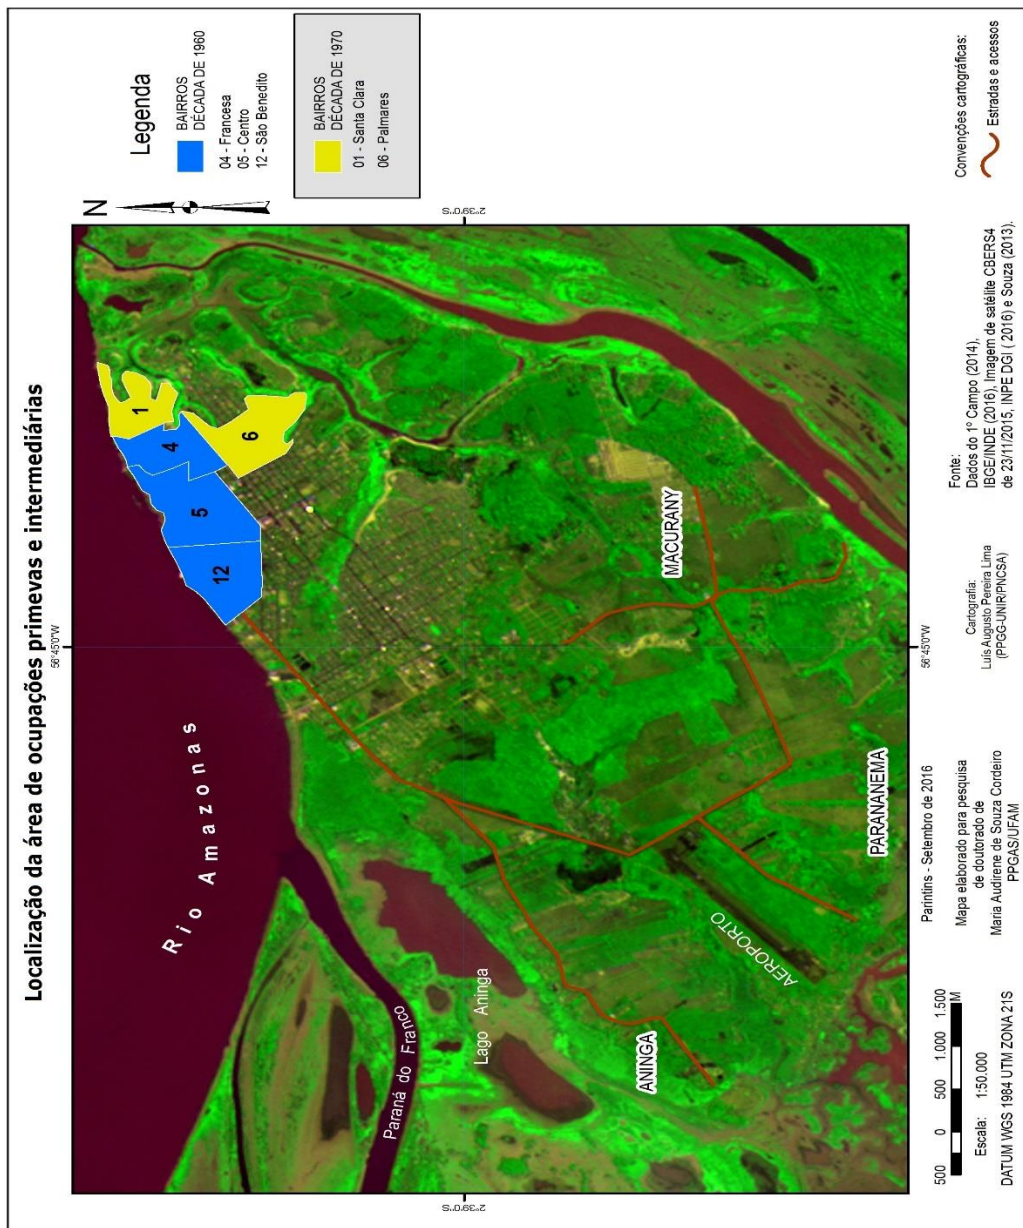 Localização da área de ocupações primevas e intermediárias
56°45'0"W
Rio Amazonas
Paraná do Franco
Lago Aninga
1
4
5
12
6
2°39'0"S
2°39'0"S
ANINGA
AEROPORTO
MACURANY
PARANANEMA
56°45'0"W
N
Legenda
BAIRROS
DÉCADA DE 1960
04 - Francesa
05 - Centro
12 - São Benedito
BAIRROS
DÉCADA DE 1970
01 - Santa Clara
06 - Palmares
Convenções cartográficas:
Estradas e acessos
500 0 500 1.000 1.500
M
Escala: 1:50.000
DATUM WGS 1984 UTM ZONA 21S
Parintins - Setembro de 2016
Mapa elaborado para pesquisa
de doutorado de
Maria Audirene de Souza Cordeiro
PPGAS/UFAM
Cartografia:
Luís Augusto Pereira Lima
(PPGG-UNIR/PNCSA)
Fonte:
Dados do 1º Campo (2014),
IBGE/INDE (2016), Imagem de satélite CBERS4
de 23/11/2015, INPE DGI ( 2016) e Souza (2013).